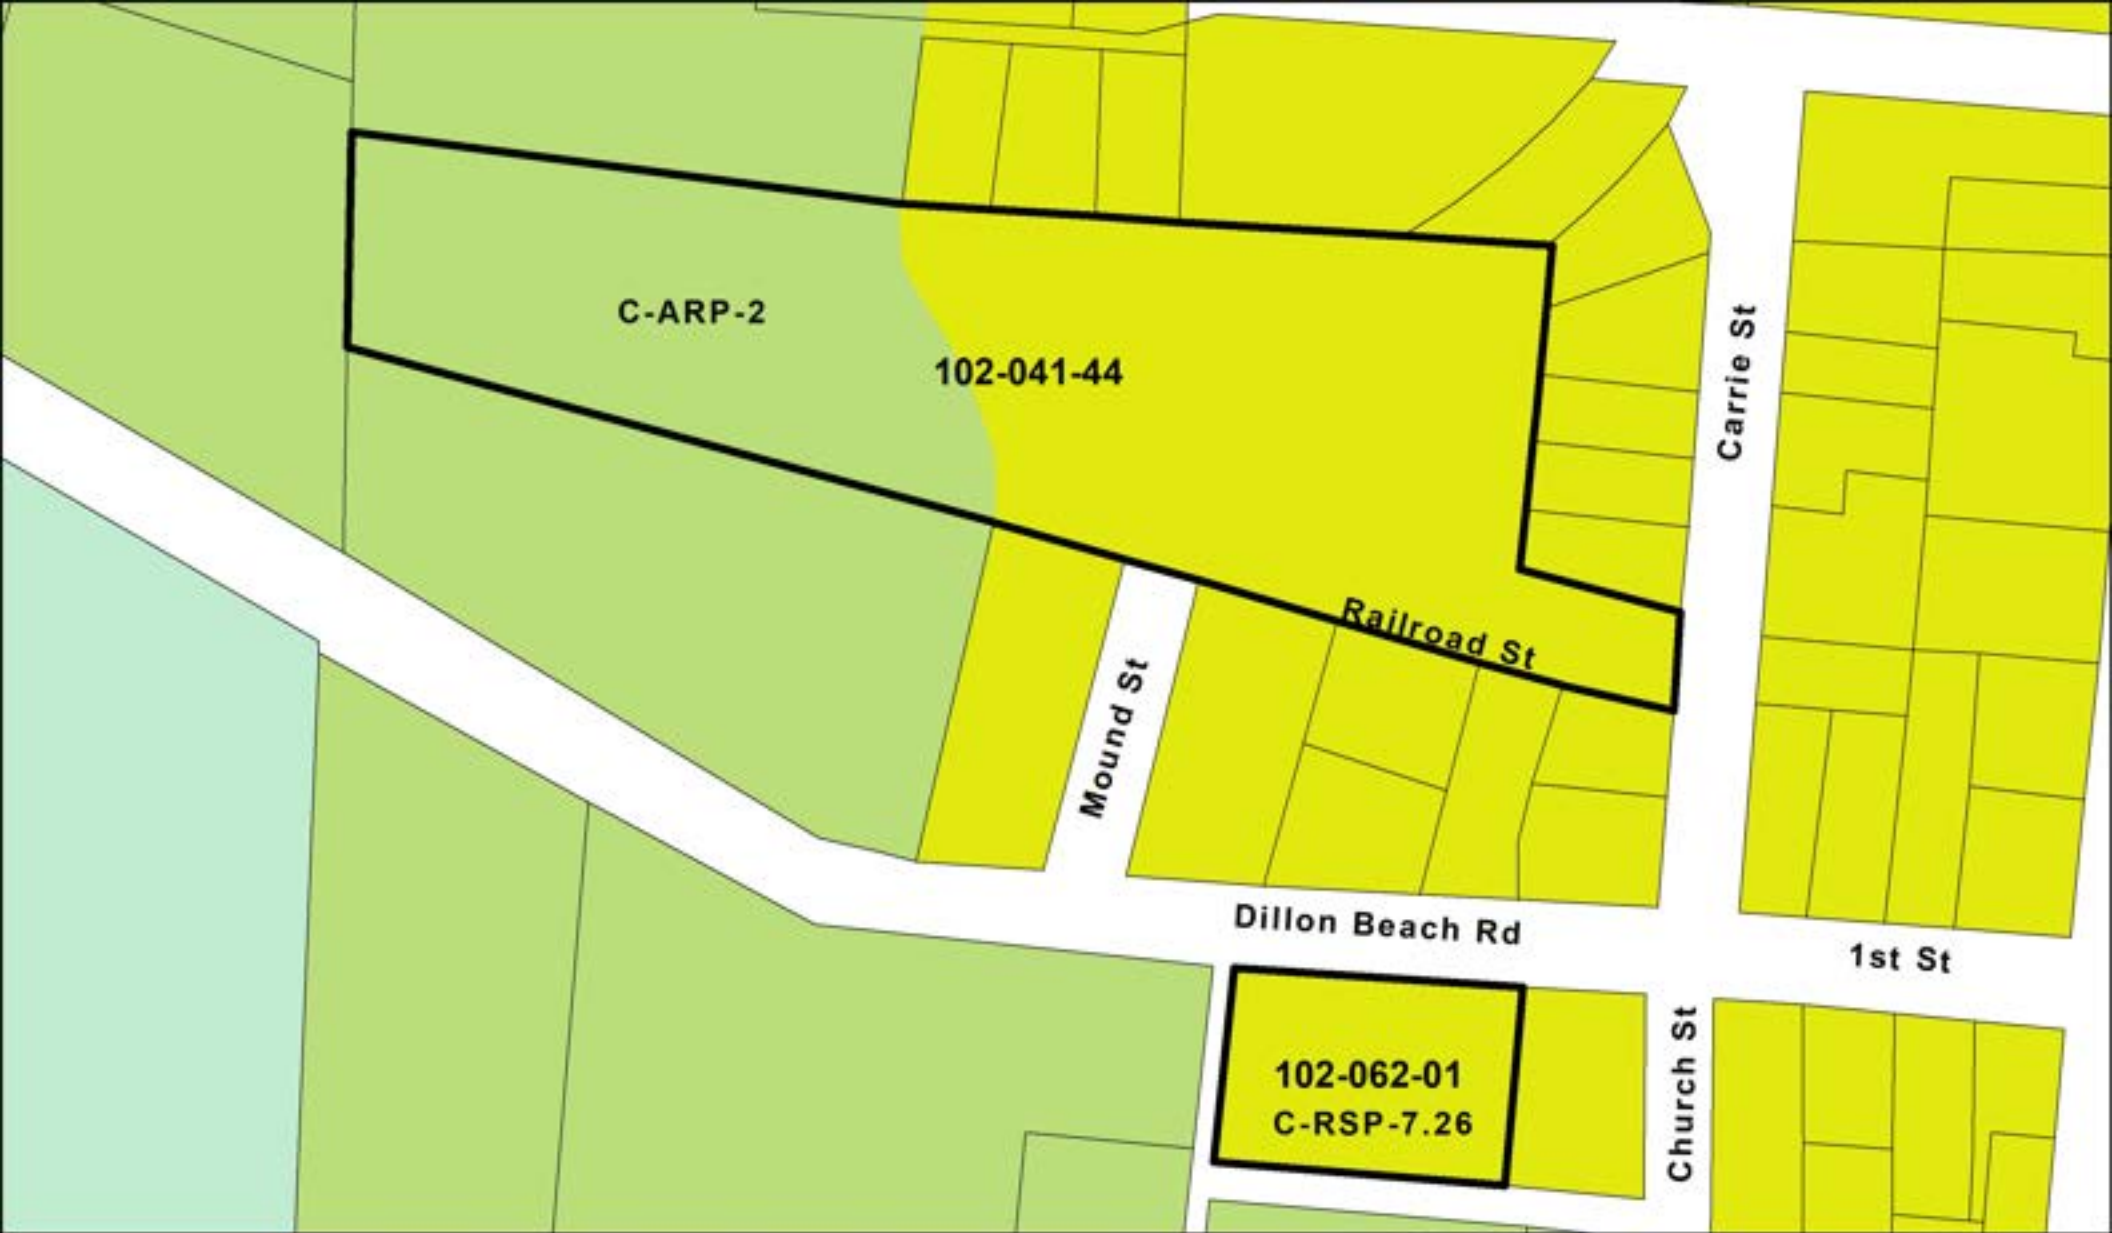 C-ARP-2
102-041-44
Carrie St
Railroad St
Mound St
Dillon Beach Rd
1st St
102-062-01
C-RSP-7.26
Church St